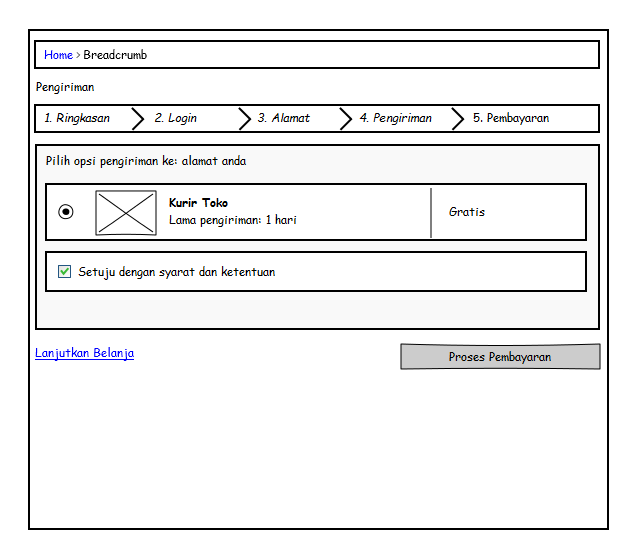 Home > Breadcrumb
Pengiriman
1. Ringkasan 2. Login 3. Alamat 4. Pengiriman 5. Pembayaran
Pilih opsi pengiriman ke: alamat anda
Kurir Toko
Lama pengiriman: 1 hari
Gratis
Setuju dengan syarat dan ketentuan
Lanjutkan Belanja
Proses Pembayaran